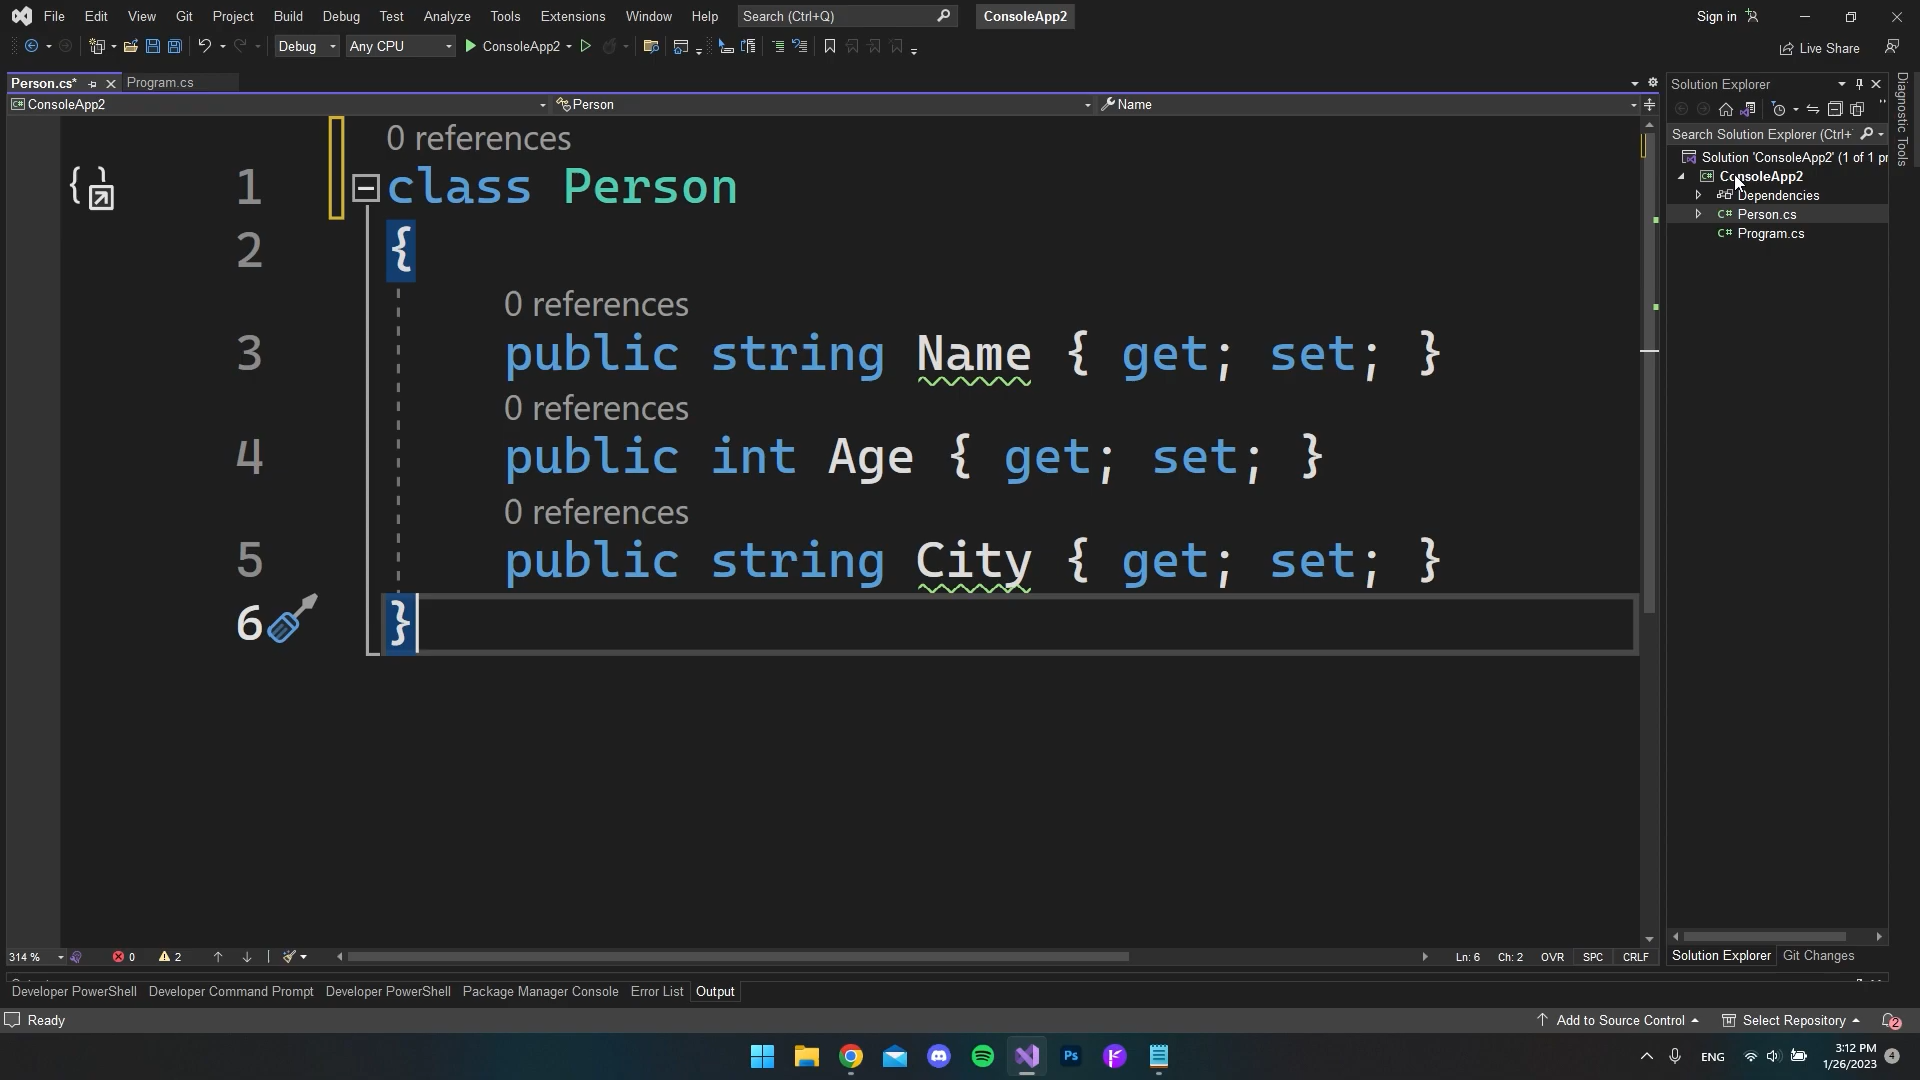 File Edit View Git Project Build Debug Test Analyze Tools Extensions Window Help Search (Ctrl+Q) ConsoleApp2 Sign in
Debug Any CPU ConsoleApp2 Live Share
Person.cs* Program.cs
ConsoleApp2 Person Name
0 references
1 class Person
2 {
0 references
3 public string Name { get; set; }
0 references
4 public int Age { get; set; }
0 references
5 public string City { get; set; }
6 }
Solution Explorer
Search Solution Explorer (Ctrl+
Solution 'ConsoleApp2' (1 of 1 pr
ConsoleApp2
Dependencies
C# Person.cs
C# Program.cs
Diagnostic Tools
314 % 0 2 Ln: 6 Ch: 2 OVR SPC CRLF
Solution Explorer Git Changes
Developer PowerShell Developer Command Prompt Developer PowerShell Package Manager Console Error List Output
Ready Add to Source Control Select Repository 2
Ps ENG 3:12 PM 4
1/26/2023